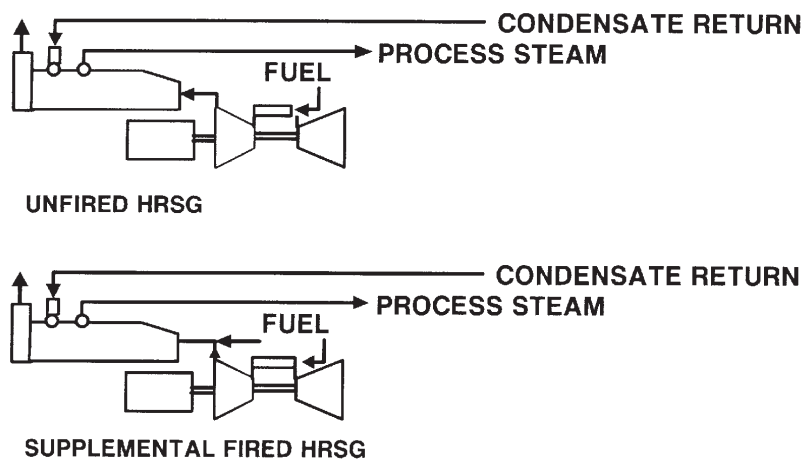 CONDENSATE RETURN
PROCESS STEAM
FUEL
UNFIRED HRSG
CONDENSATE RETURN
PROCESS STEAM
FUEL
SUPPLEMENTAL FIRED HRSG